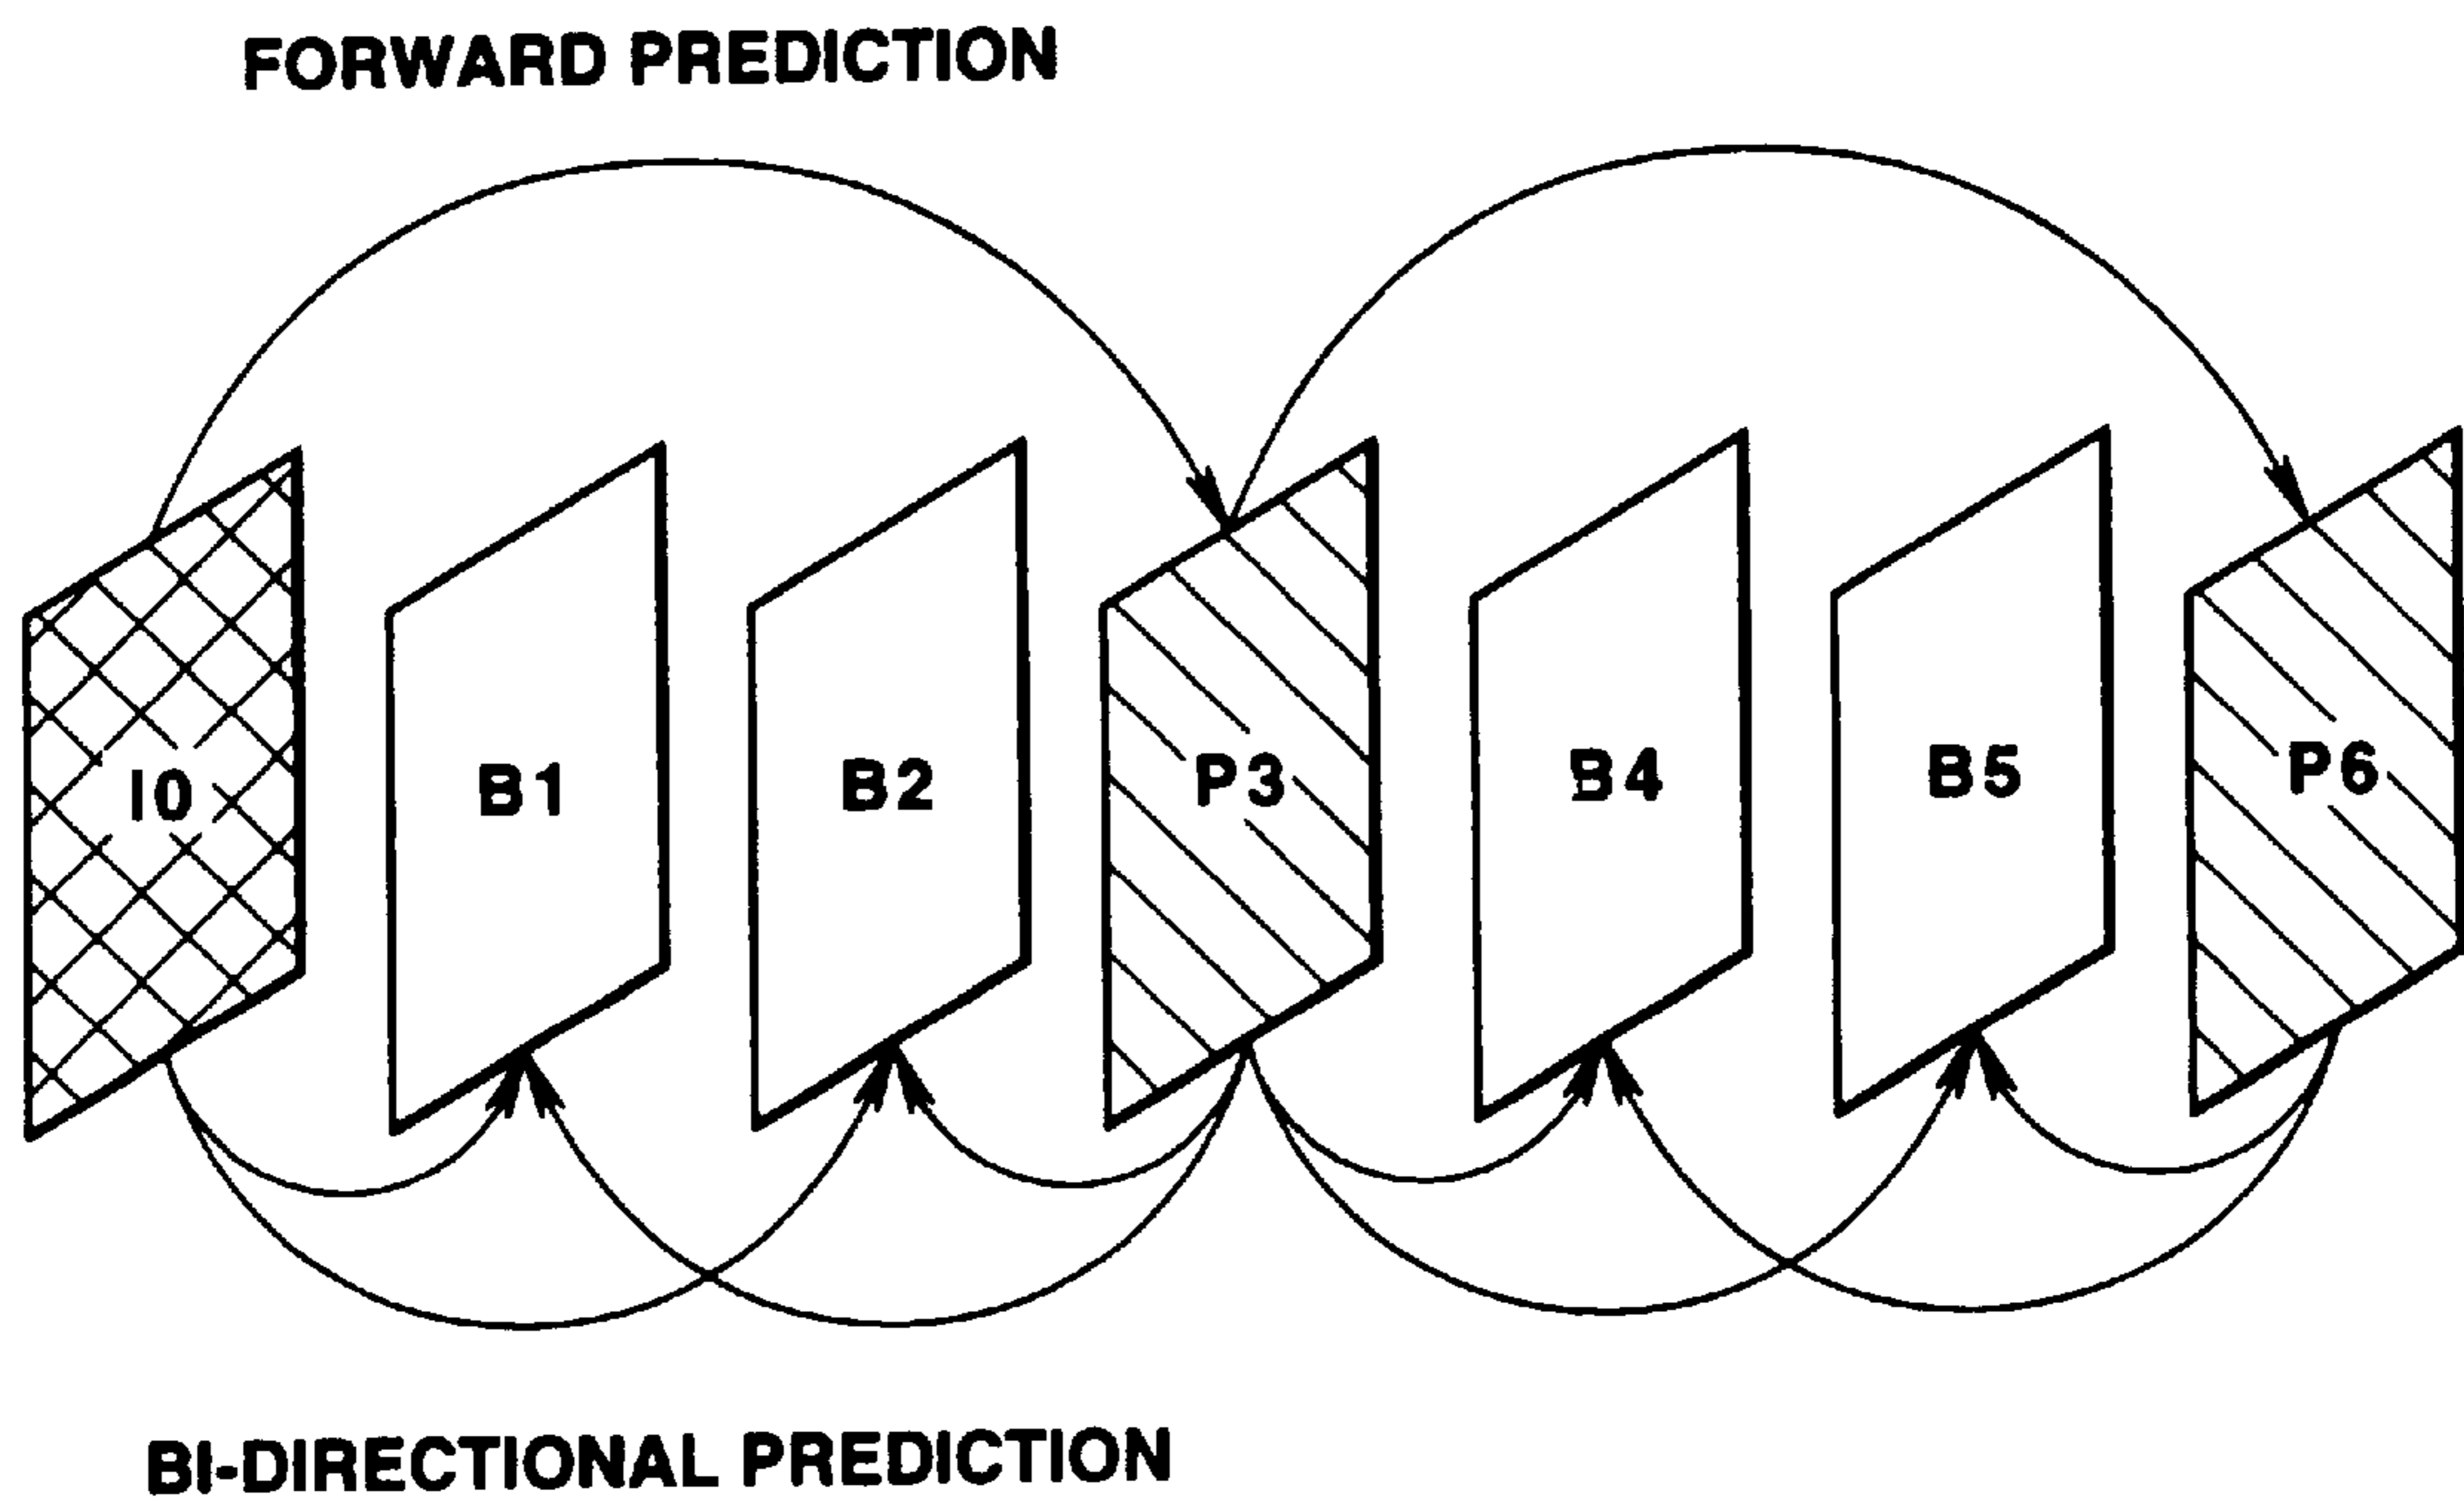 FORWARD PREDICTION
I0 B1 B2 P3 B4 B5 P6
BI-DIRECTIONAL PREDICTION